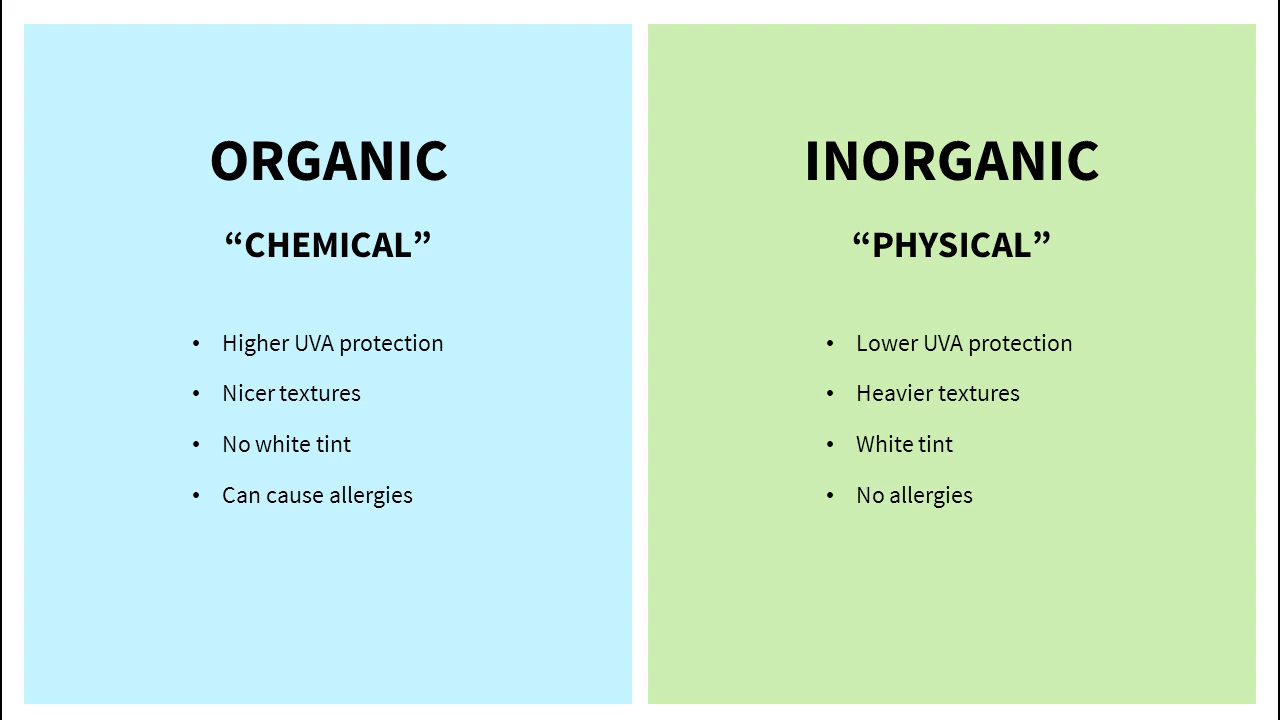 ORGANIC
“CHEMICAL”
• Higher UVA protection
• Nicer textures
• No white tint
• Can cause allergies
INORGANIC
“PHYSICAL”
• Lower UVA protection
• Heavier textures
• White tint
• No allergies